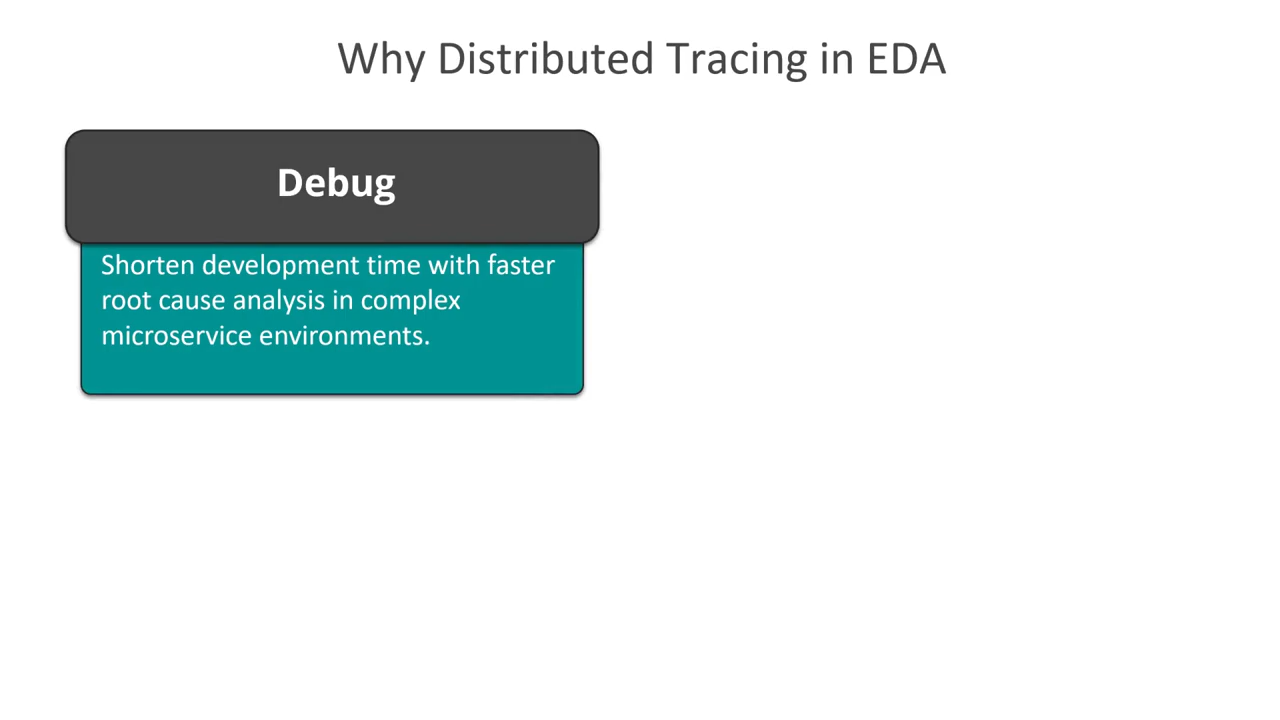 Why Distributed Tracing in EDA
Debug
Shorten development time with faster
root cause analysis in complex
microservice environments.